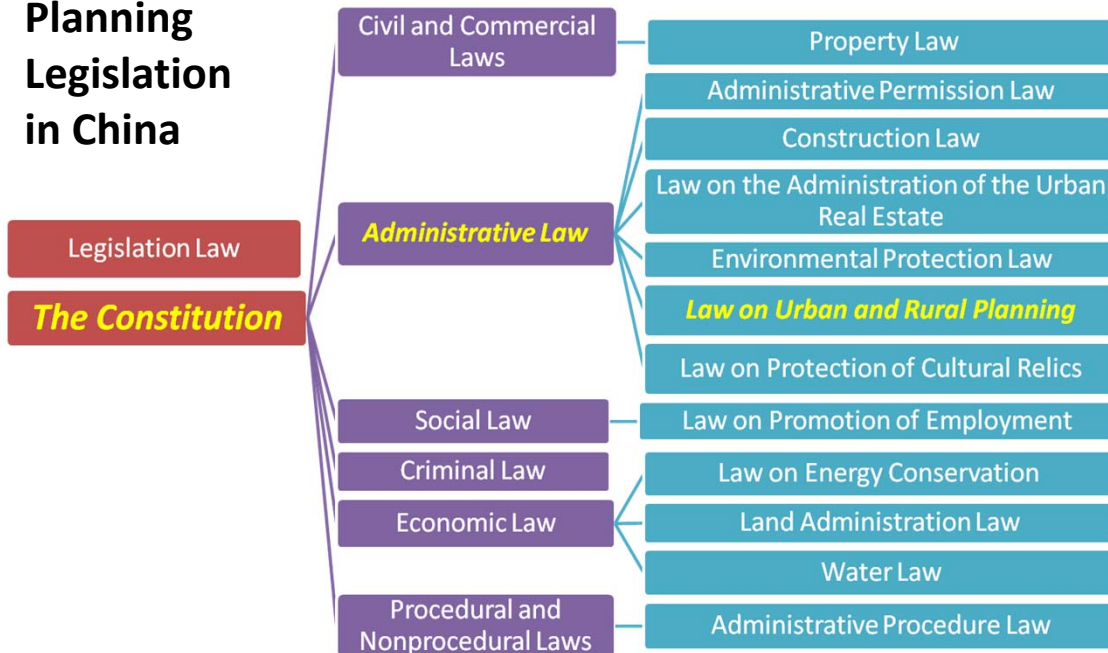 Planning
Legislation
in China
Legislation Law
The Constitution
Civil and Commercial
Laws
Administrative Law
Social Law
Criminal Law
Economic Law
Procedural and
Nonprocedural Laws
Property Law
Administrative Permission Law
Construction Law
Law on the Administration of the Urban
Real Estate
Environmental Protection Law
Law on Urban and Rural Planning
Law on Protection of Cultural Relics
Law on Promotion of Employment
Law on Energy Conservation
Land Administration Law
Water Law
Administrative Procedure Law